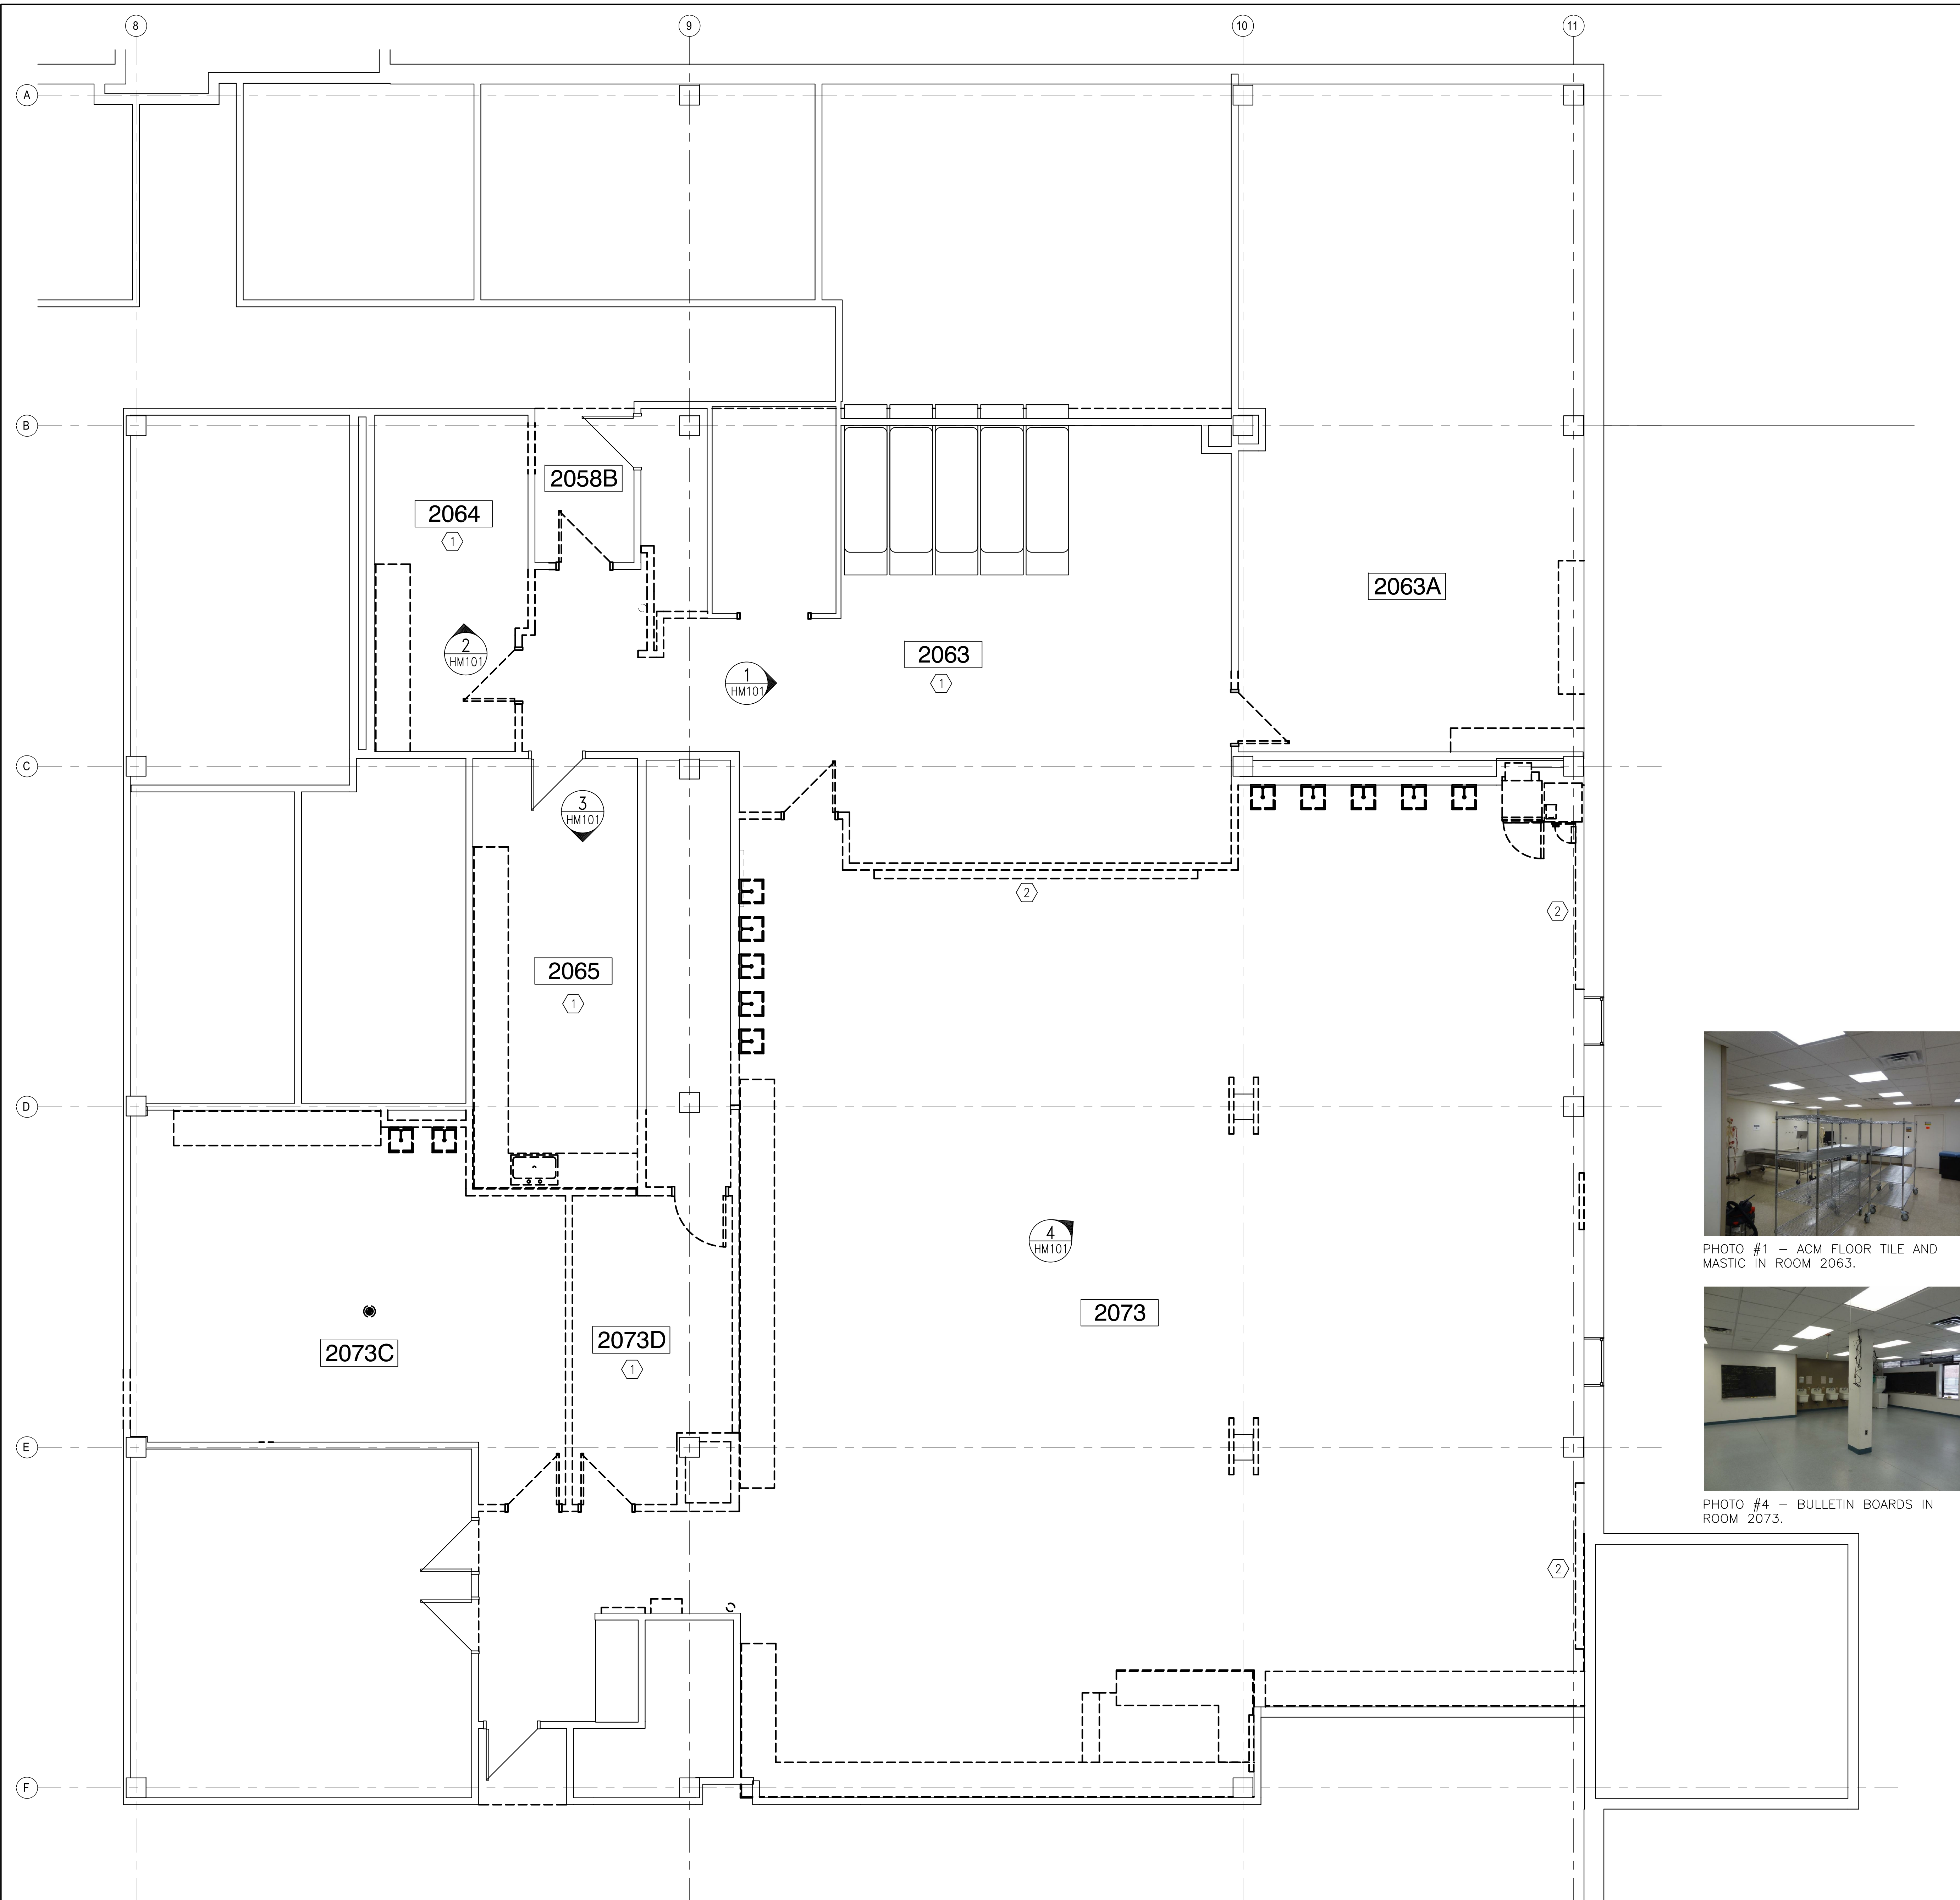 8
9
10
11
A
B
2058B
2064
1
2063A
2
HM101
2063
1
1
HM101
C
3
HM101
2
2
2065
1
D
4
HM101
PHOTO #1 – ACM FLOOR TILE AND
MASTIC IN ROOM 2063.
2073
2073D
2073C
1
E
PHOTO #4 – BULLETIN BOARDS IN
ROOM 2073.
2
F